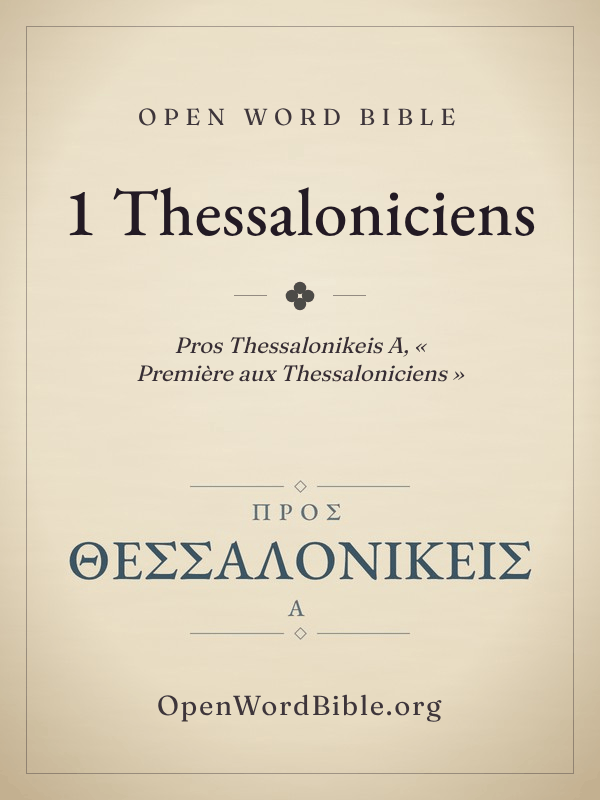 OPEN WORD BIBLE
1 Thessaloniciens
Pros Thessalonikeis A, «
Première aux Thessaloniciens »
ΠΡΟΣ
ΘΕΣΣΑΛΟΝΙΚΕΙΣ
Α
OpenWordBible.org